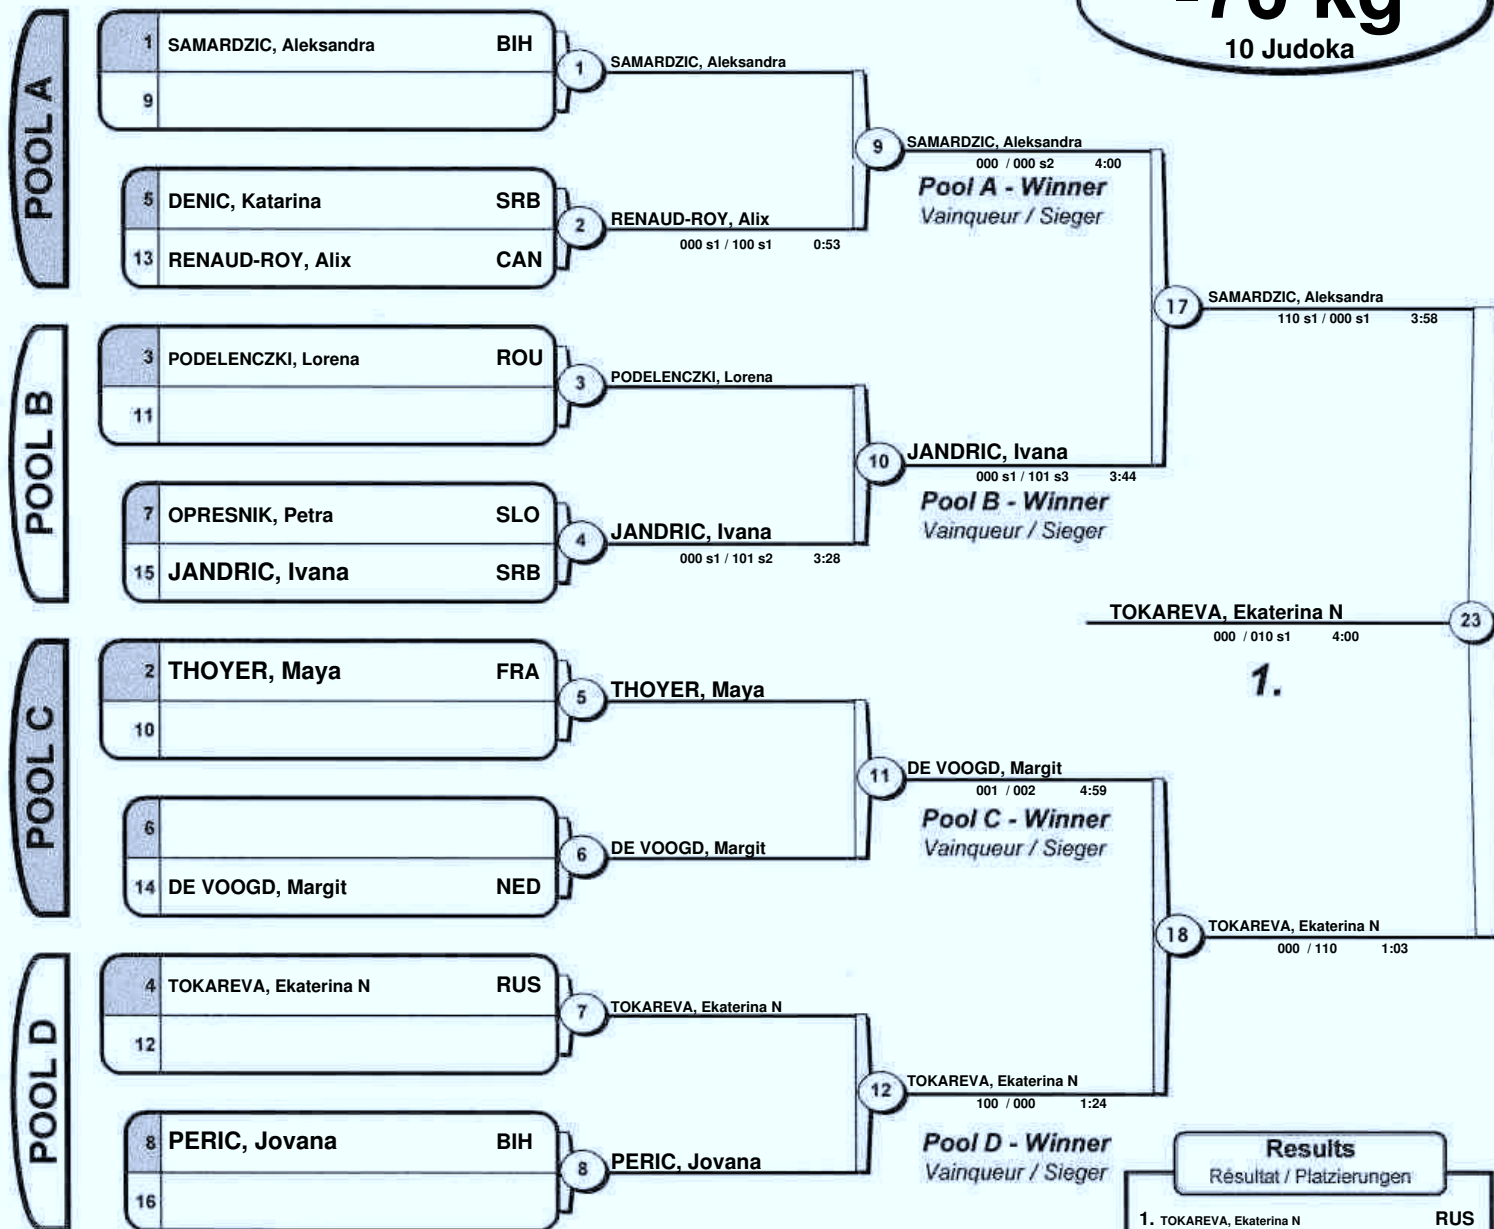 -70 kg
10 Judoka
POOL A
1 SAMARDZIC, Aleksandra BIH
9
5 DENIC, Katarina SRB
13 RENAUD-ROY, Alix CAN
1 SAMARDZIC, Aleksandra
2 RENAUD-ROY, Alix
000 s1 / 100 s1 0:53
9 SAMARDZIC, Aleksandra
000 / 000 s2 4:00
Pool A - Winner
Vainqueur / Sieger
POOL B
3 PODELENCZKI, Lorena ROU
11
7 OPRESNIK, Petra SLO
15 JANDRIC, Ivana SRB
3 PODELENCZKI, Lorena
4 JANDRIC, Ivana
000 s1 / 101 s2 3:28
10 JANDRIC, Ivana
000 s1 / 101 s3 3:44
Pool B - Winner
Vainqueur / Sieger
17 SAMARDZIC, Aleksandra
110 s1 / 000 s1 3:58
TOKAREVA, Ekaterina N 23
000 / 010 s1 4:00
1.
POOL C
2 THOYER, Maya FRA
10
6
14 DE VOOGD, Margit NED
5 THOYER, Maya
6 DE VOOGD, Margit
11 DE VOOGD, Margit
001 / 002 4:59
Pool C - Winner
Vainqueur / Sieger
POOL D
4 TOKAREVA, Ekaterina N RUS
12
8 PERIC, Jovana BIH
16
7 TOKAREVA, Ekaterina N
8 PERIC, Jovana
12 TOKAREVA, Ekaterina N
100 / 000 1:24
Pool D - Winner
Vainqueur / Sieger
18 TOKAREVA, Ekaterina N
000 / 110 1:03
Results
Résultat / Platzierungen
1. TOKAREVA, Ekaterina N RUS